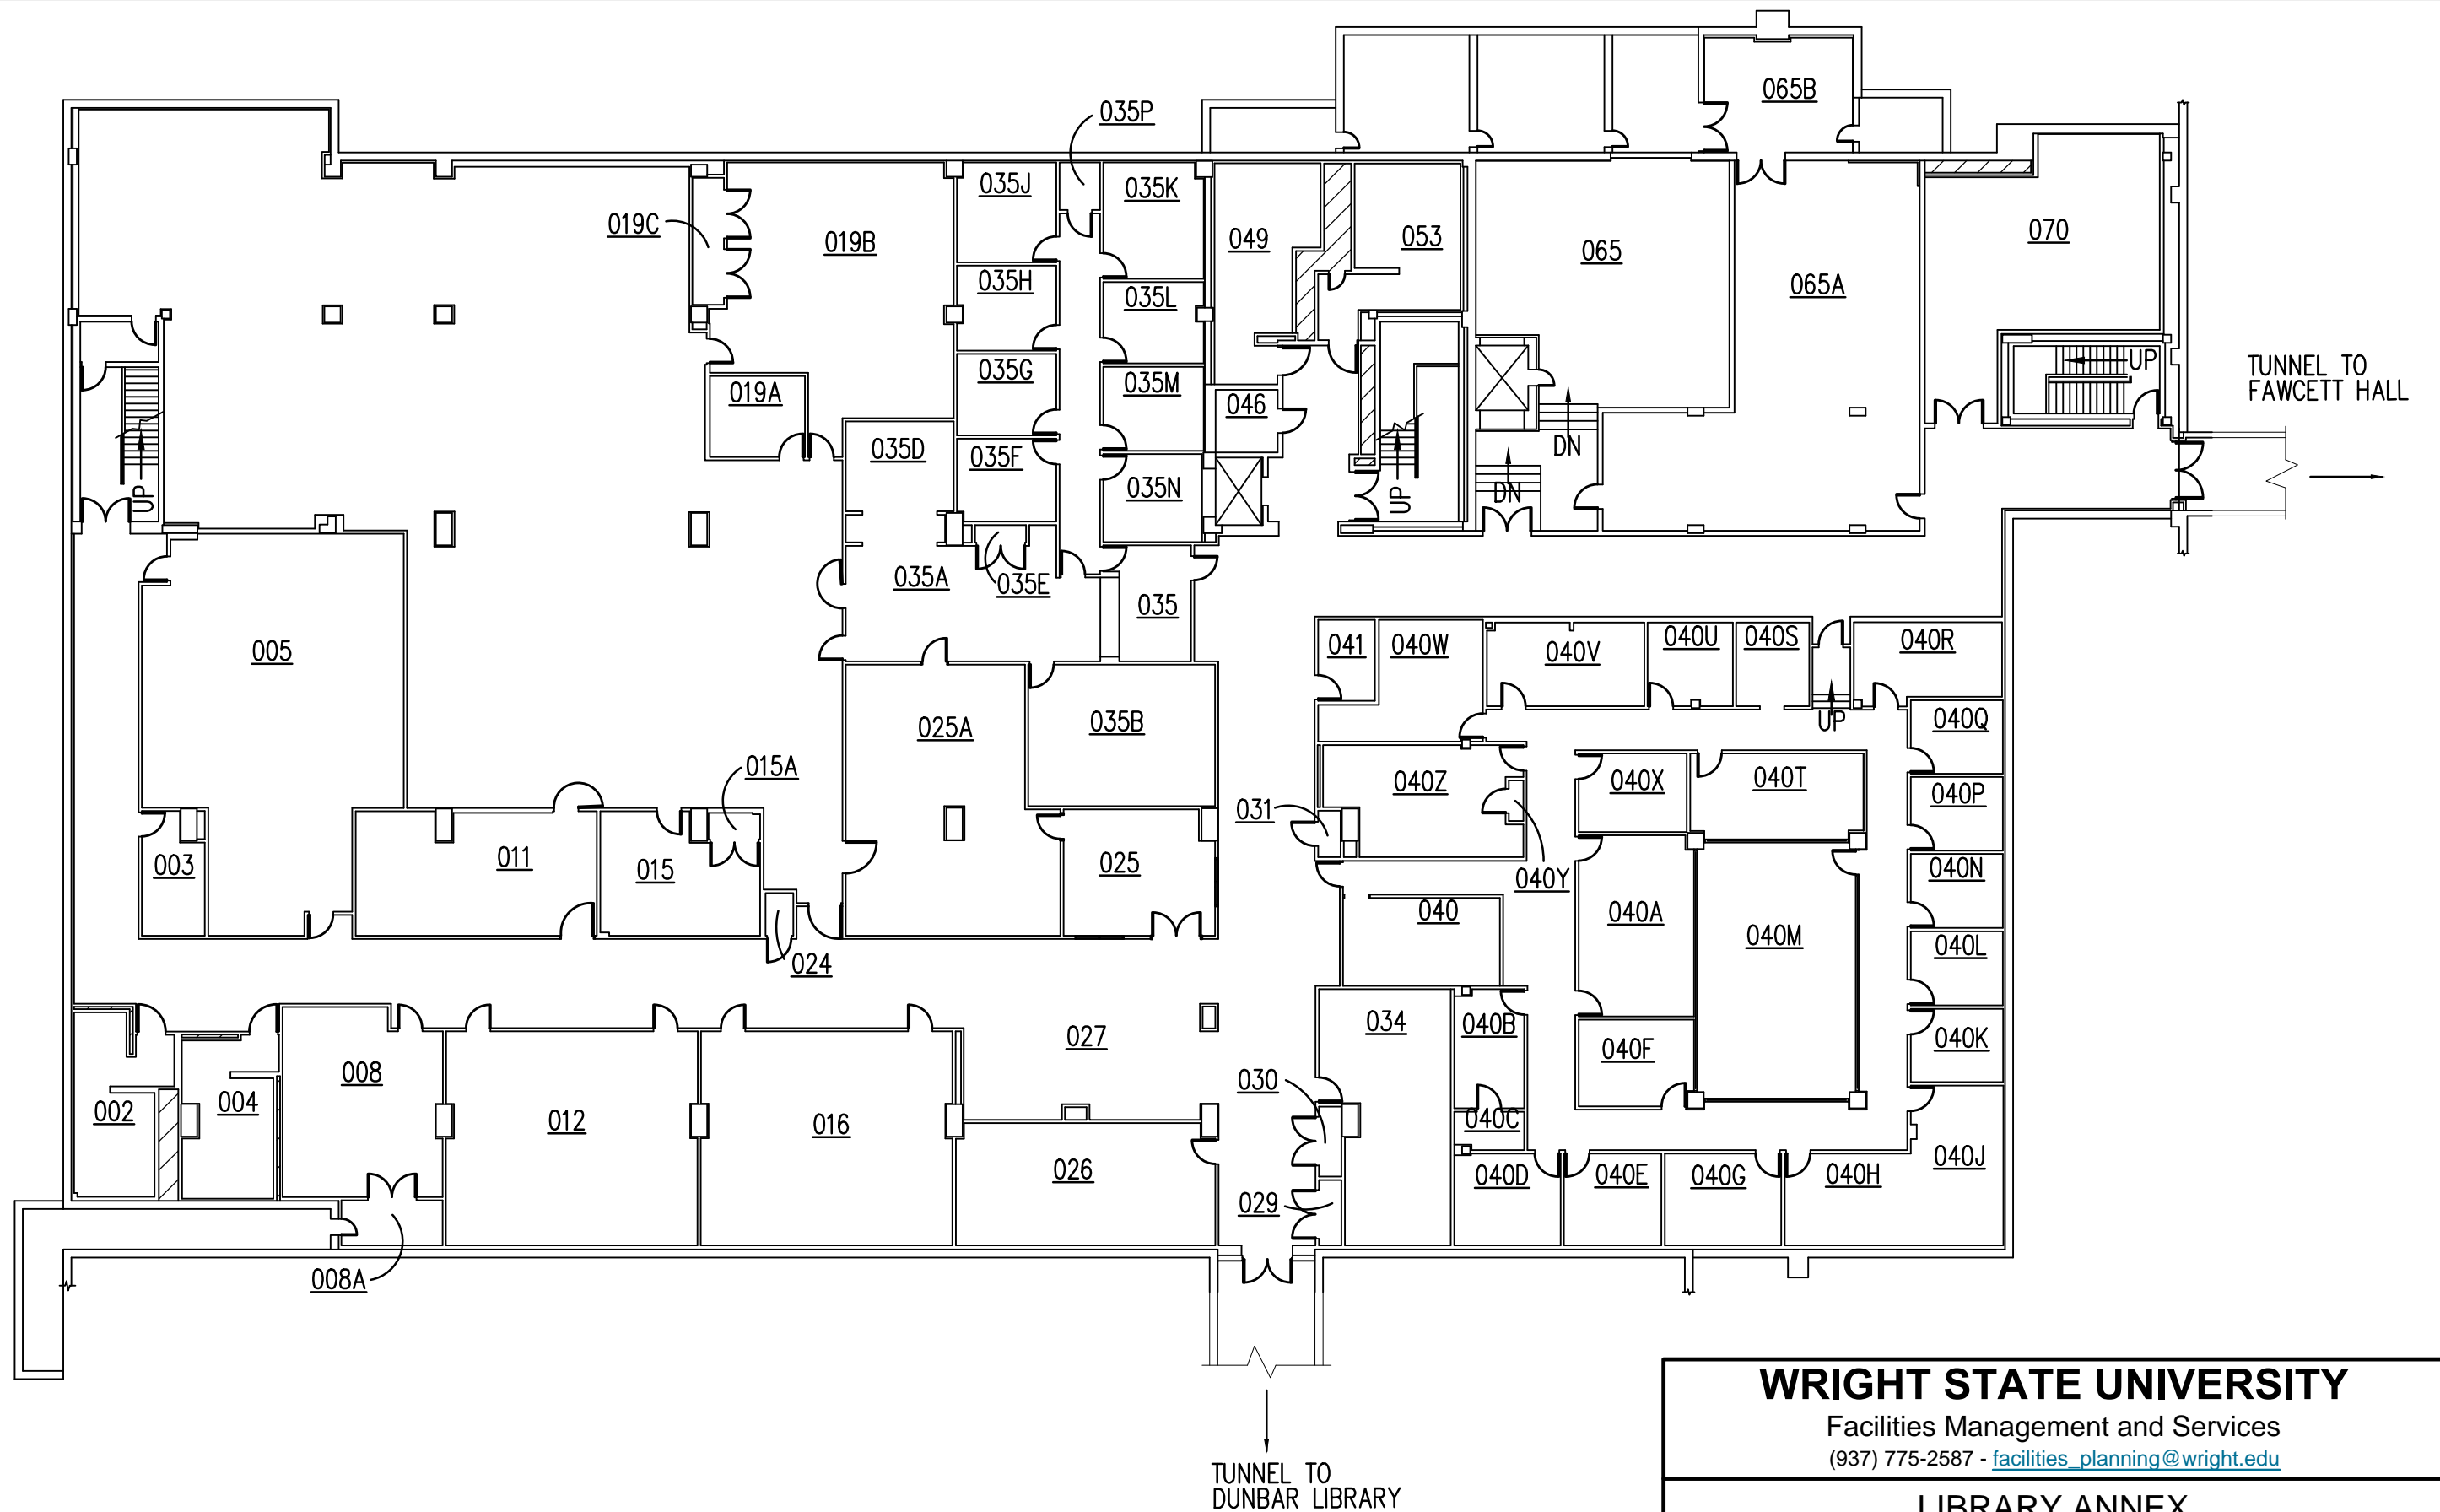 065B
035P
035J
035K
019C
019B
049
053
065
070
035H
035L
065A
UP
TUNNEL TO
FAWCETT HALL
035G
035M
019A
046
DN
035D
035F
035N
UP
UP
DN
035A
035E
035
005
041
040W
040V
040U
040S
040R
025A
035B
040Q
UP
015A
040Z
040X
040T
040P
031
003
011
015
025
040Y
040N
040
040A
040M
040L
024
027
034
040B
040F
040K
008
030
002
004
012
016
040C
026
040D
040E
040G
040H
040J
029
008A
WRIGHT STATE UNIVERSITY
Facilities Management and Services
(937) 775-2587 - facilities_planning@wright.edu
TUNNEL TO
DUNBAR LIBRARY
LIBRARY ANNEX